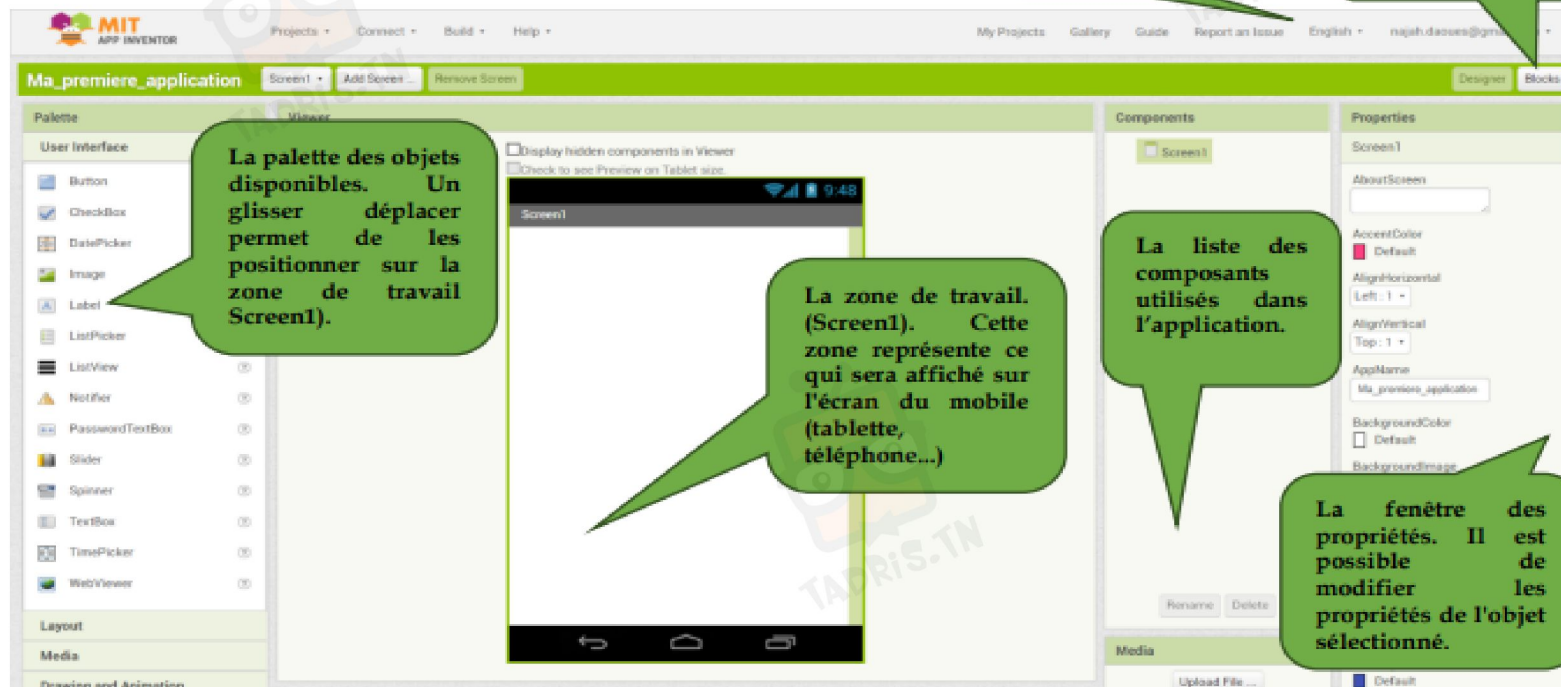 MIT
APP INVENTOR
Projects Connect Build Help
My Projects Gallery Guide Report an Issue English
Ma_premiere_application Screen1 Add Screen ... Remove Screen Designer Blocks
Palette
User Interface
Button
CheckBox
DatePicker
Image
Label
ListPicker
ListView
Notifier
PasswordTextBox
Slider
Spinner
TextBox
TimePicker
WebViewer
Layout
Media
Drawing and Animation
La palette des objets
disponibles. Un
glisser déplacer
permet de les
positionner sur la
zone de travail
Screen1).
Viewer
Display hidden components in Viewer
Check to see Preview on Tablet size.
9:48
Screen1
La zone de travail.
(Screen1). Cette
zone représente ce
qui sera affiché sur
l'écran du mobile
(tablette,
téléphone...)
TADRIS.TN
Components
Screen1
La liste des
composants
utilisés dans
l'application.
Rename Delete
Media
Upload File ...
Properties
Screen1
AboutScreen
AccentColor
Default
AlignHorizontal
Left : 1
AlignVertical
Top : 1
AppName
Ma_premiere_application
BackgroundColor
Default
BackgroundImage
La fenêtre des
propriétés. Il est
possible de
modifier les
propriétés de l'objet
sélectionné.
Default